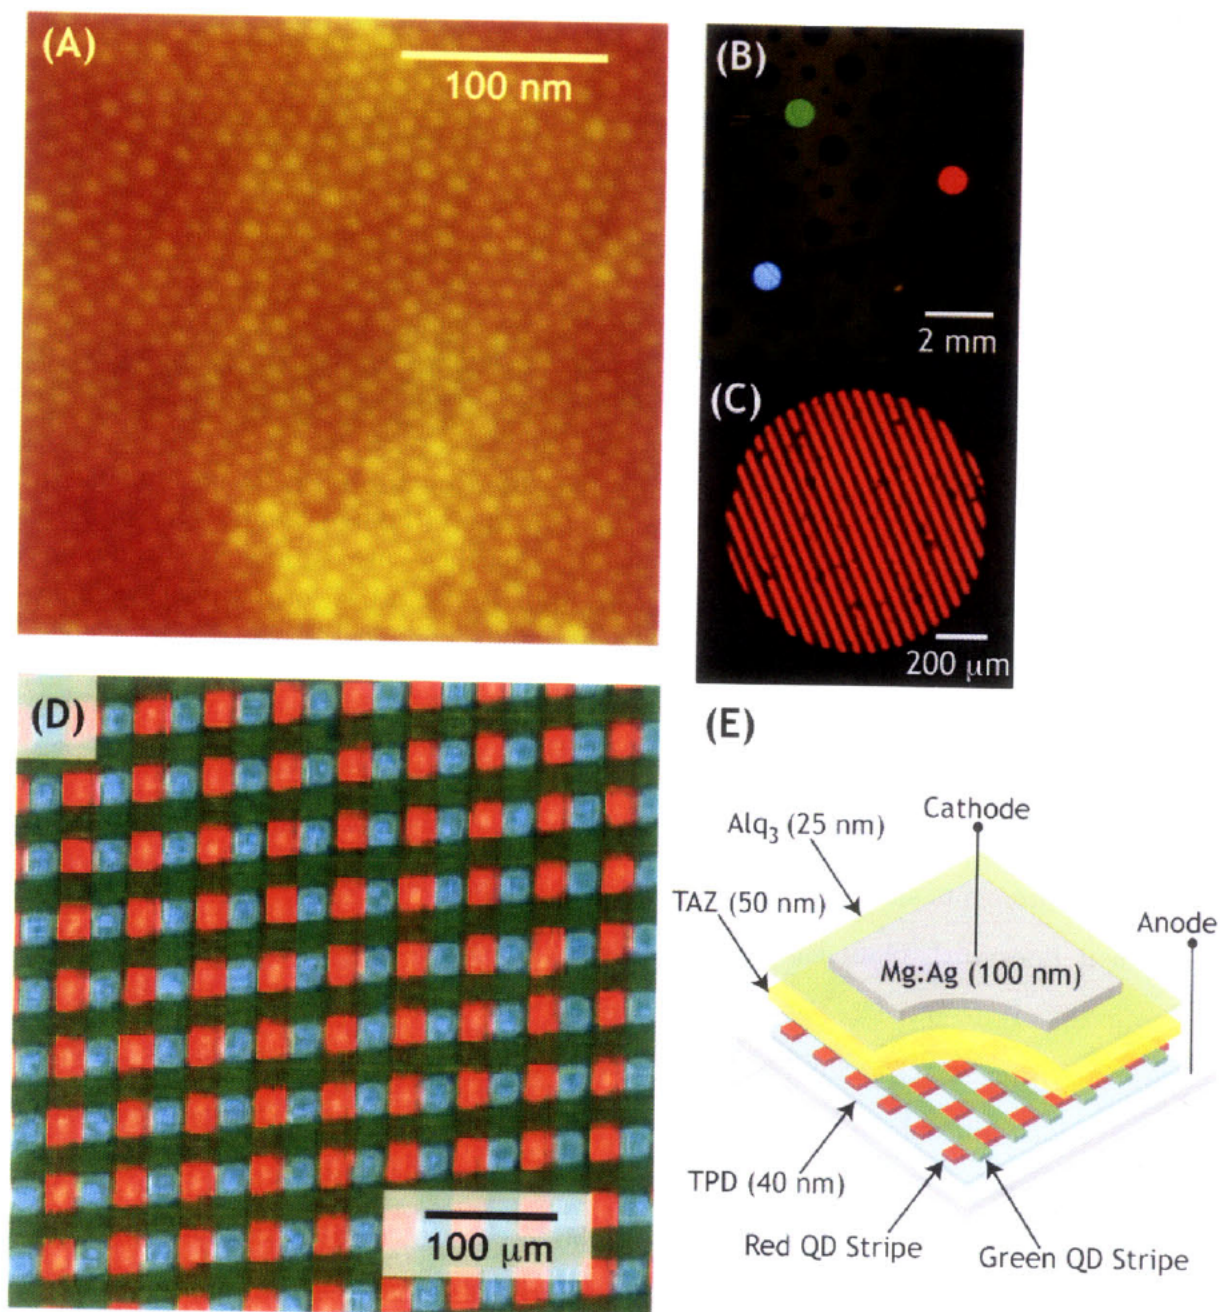 (A)
100 nm
(B)
2 mm
(C)
200 μm
(D)
100 μm
(E)
Cathode
Alq₃ (25 nm)
TAZ (50 nm)
Anode
Mg:Ag (100 nm)
TPD (40 nm)
Red QD Stripe
Green QD Stripe